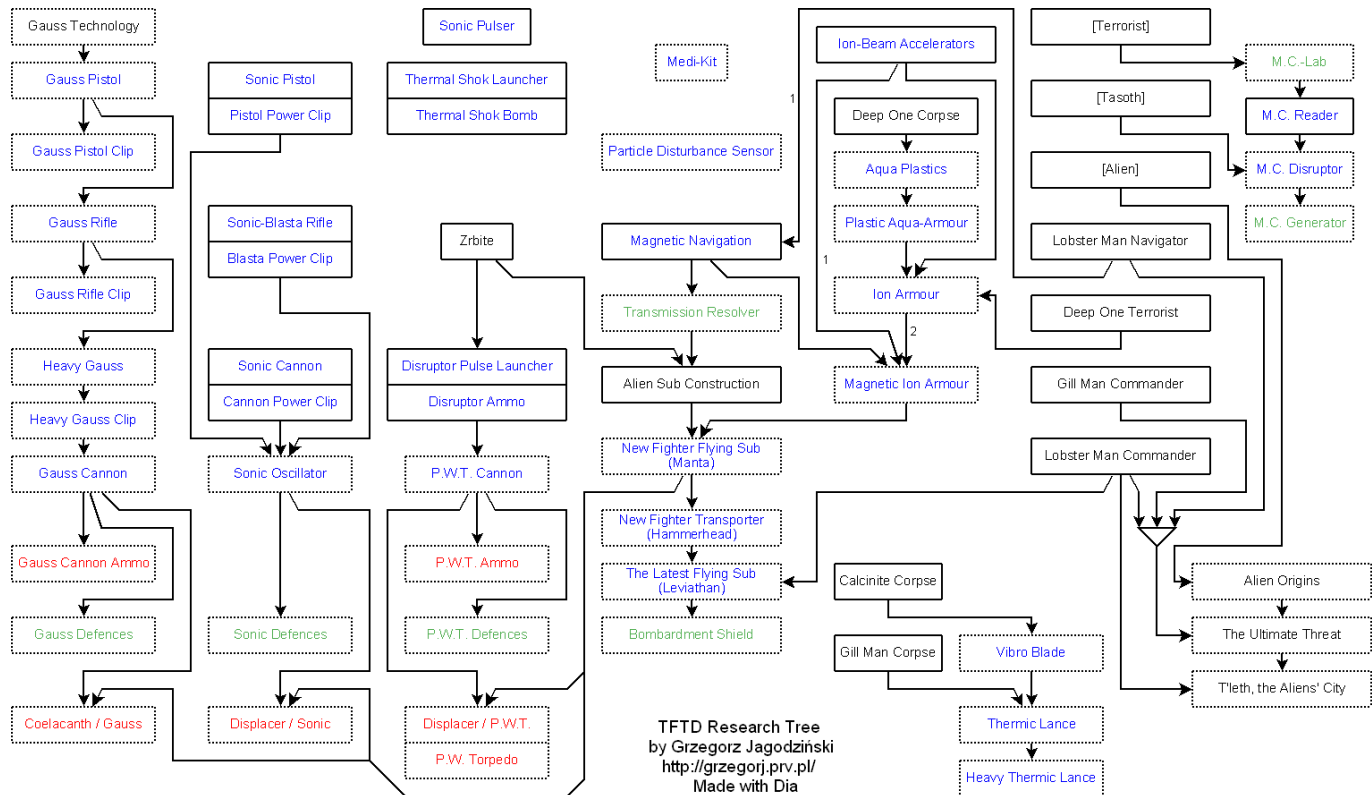 Gauss Technology
Gauss Pistol
Gauss Pistol Clip
Gauss Rifle
Gauss Rifle Clip
Heavy Gauss
Heavy Gauss Clip
Gauss Cannon
Gauss Cannon Ammo
Gauss Defences
Coelacanth / Gauss
Sonic Pistol
Pistol Power Clip
Sonic-Blasta Rifle
Blasta Power Clip
Sonic Cannon
Cannon Power Clip
Sonic Oscillator
Sonic Defences
Displacer / Sonic
Sonic Pulser
Thermal Shok Launcher
Thermal Shok Bomb
Zrbite
Disruptor Pulse Launcher
Disruptor Ammo
P.W.T. Cannon
P.W.T. Ammo
P.W.T. Defences
Displacer / P.W.T.
P.W. Torpedo
Medi-Kit
Particle Disturbance Sensor
Magnetic Navigation
Transmission Resolver
Alien Sub Construction
New Fighter Flying Sub
(Manta)
New Fighter Transporter
(Hammerhead)
The Latest Flying Sub
(Leviathan)
Bombardment Shield
1
Ion-Beam Accelerators
Deep One Corpse
Aqua Plastics
Plastic Aqua-Armour
1
Ion Armour
2
Magnetic Ion Armour
Calcinite Corpse
Gill Man Corpse
Vibro Blade
Thermic Lance
Heavy Thermic Lance
[Terrorist]
[Tasoth]
[Alien]
Lobster Man Navigator
Deep One Terrorist
Gill Man Commander
Lobster Man Commander
M.C.-Lab
M.C. Reader
M.C. Disruptor
M.C. Generator
Alien Origins
The Ultimate Threat
T'leth, the Aliens' City
TFTD Research Tree
by Grzegorz Jagodziński
http://grzegorj.prv.pl/
Made with Dia